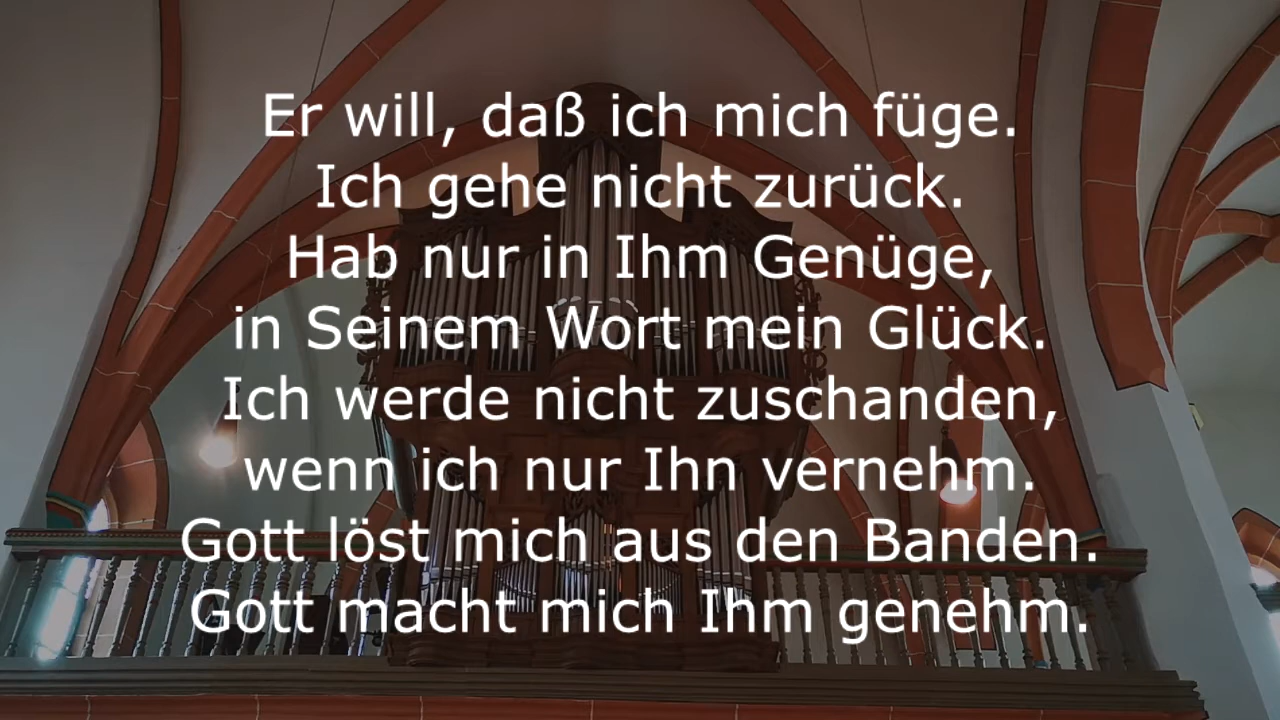 Er will, daß ich mich füge.
Ich gehe nicht zurück.
Hab nur in Ihm Genüge,
in Seinem Wort mein Glück.
Ich werde nicht zuschanden,
wenn ich nur Ihn vernehm.
Gott löst mich aus den Banden.
Gott macht mich Ihm genehm.